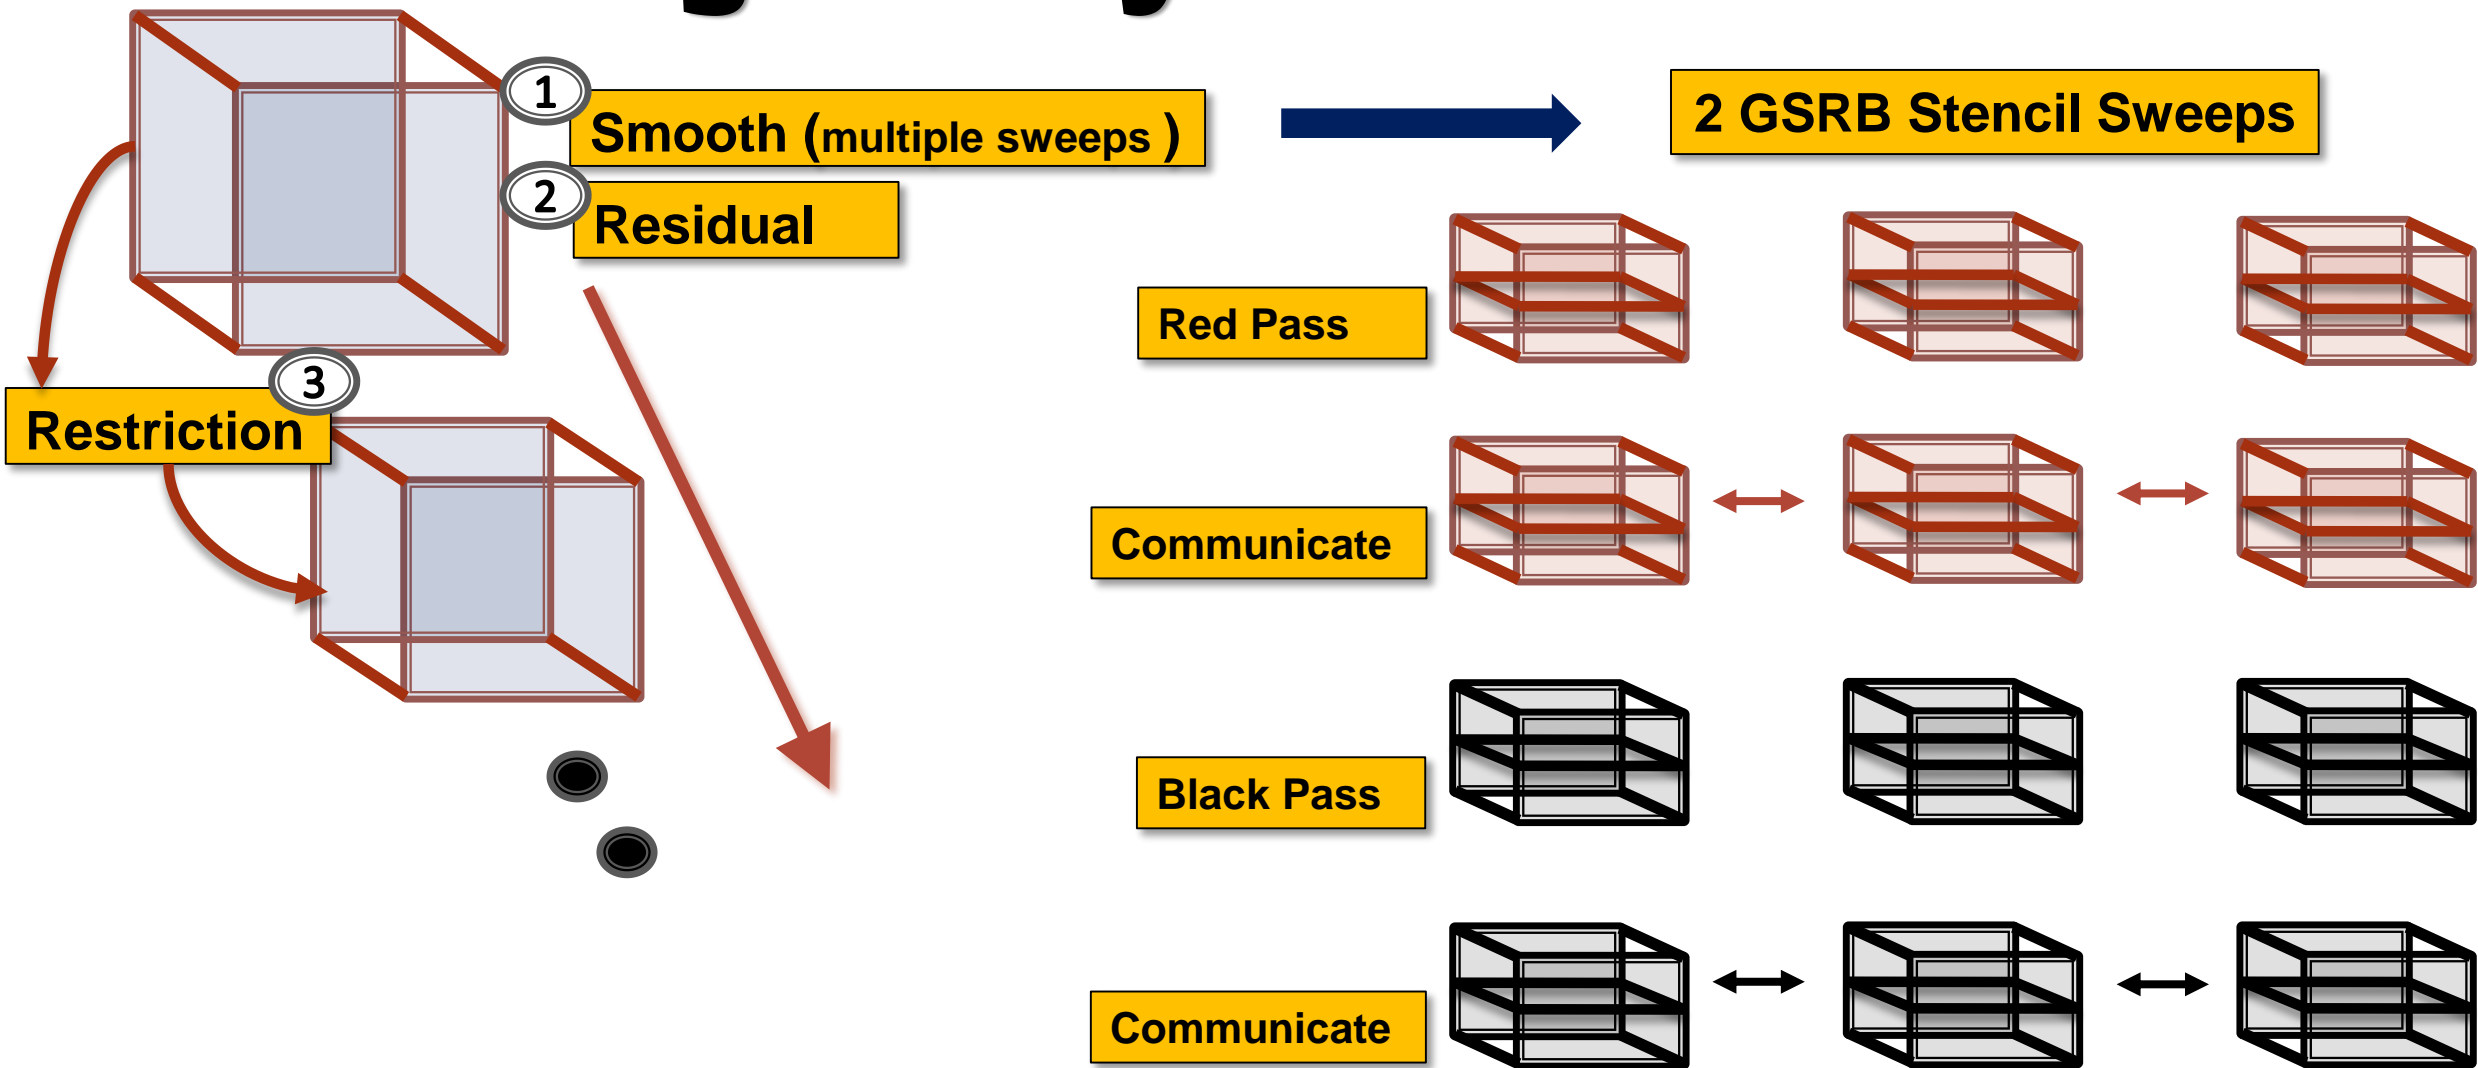 1
Smooth (multiple sweeps )
2 GSRB Stencil Sweeps
2
Residual
Red Pass
3
Restriction
Communicate
Black Pass
Communicate